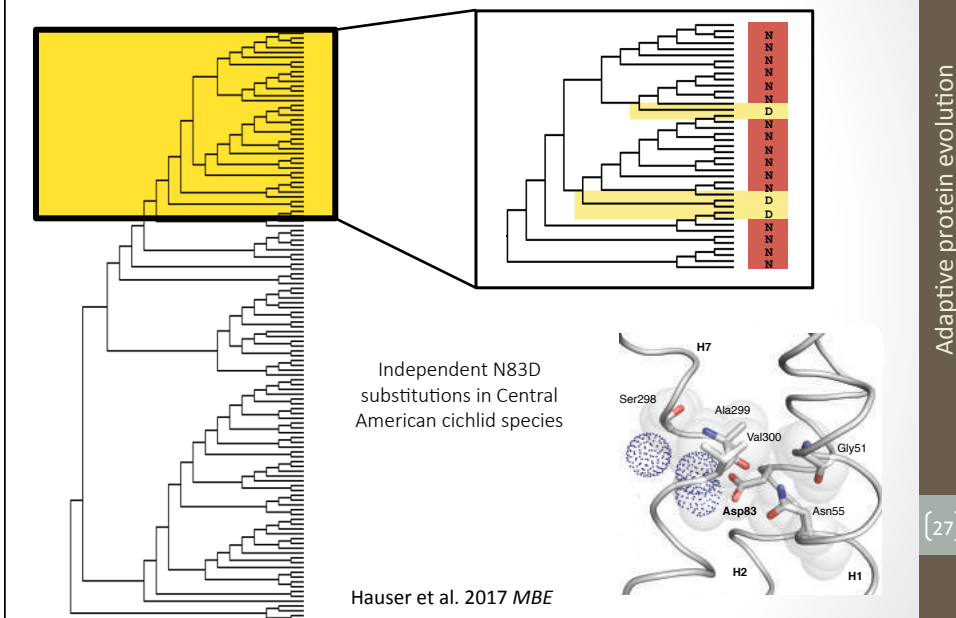 N
N
N
N
N
N
D
N
N
N
N
N
N
D
D
N
N
N
N
Independent N83D
substitutions in Central
American cichlid species
H7
Ser298
Ala299
Val300
Gly51
Asp83
Asn55
H2
H1
Hauser et al. 2017 MBE
Adaptive protein evolution
27